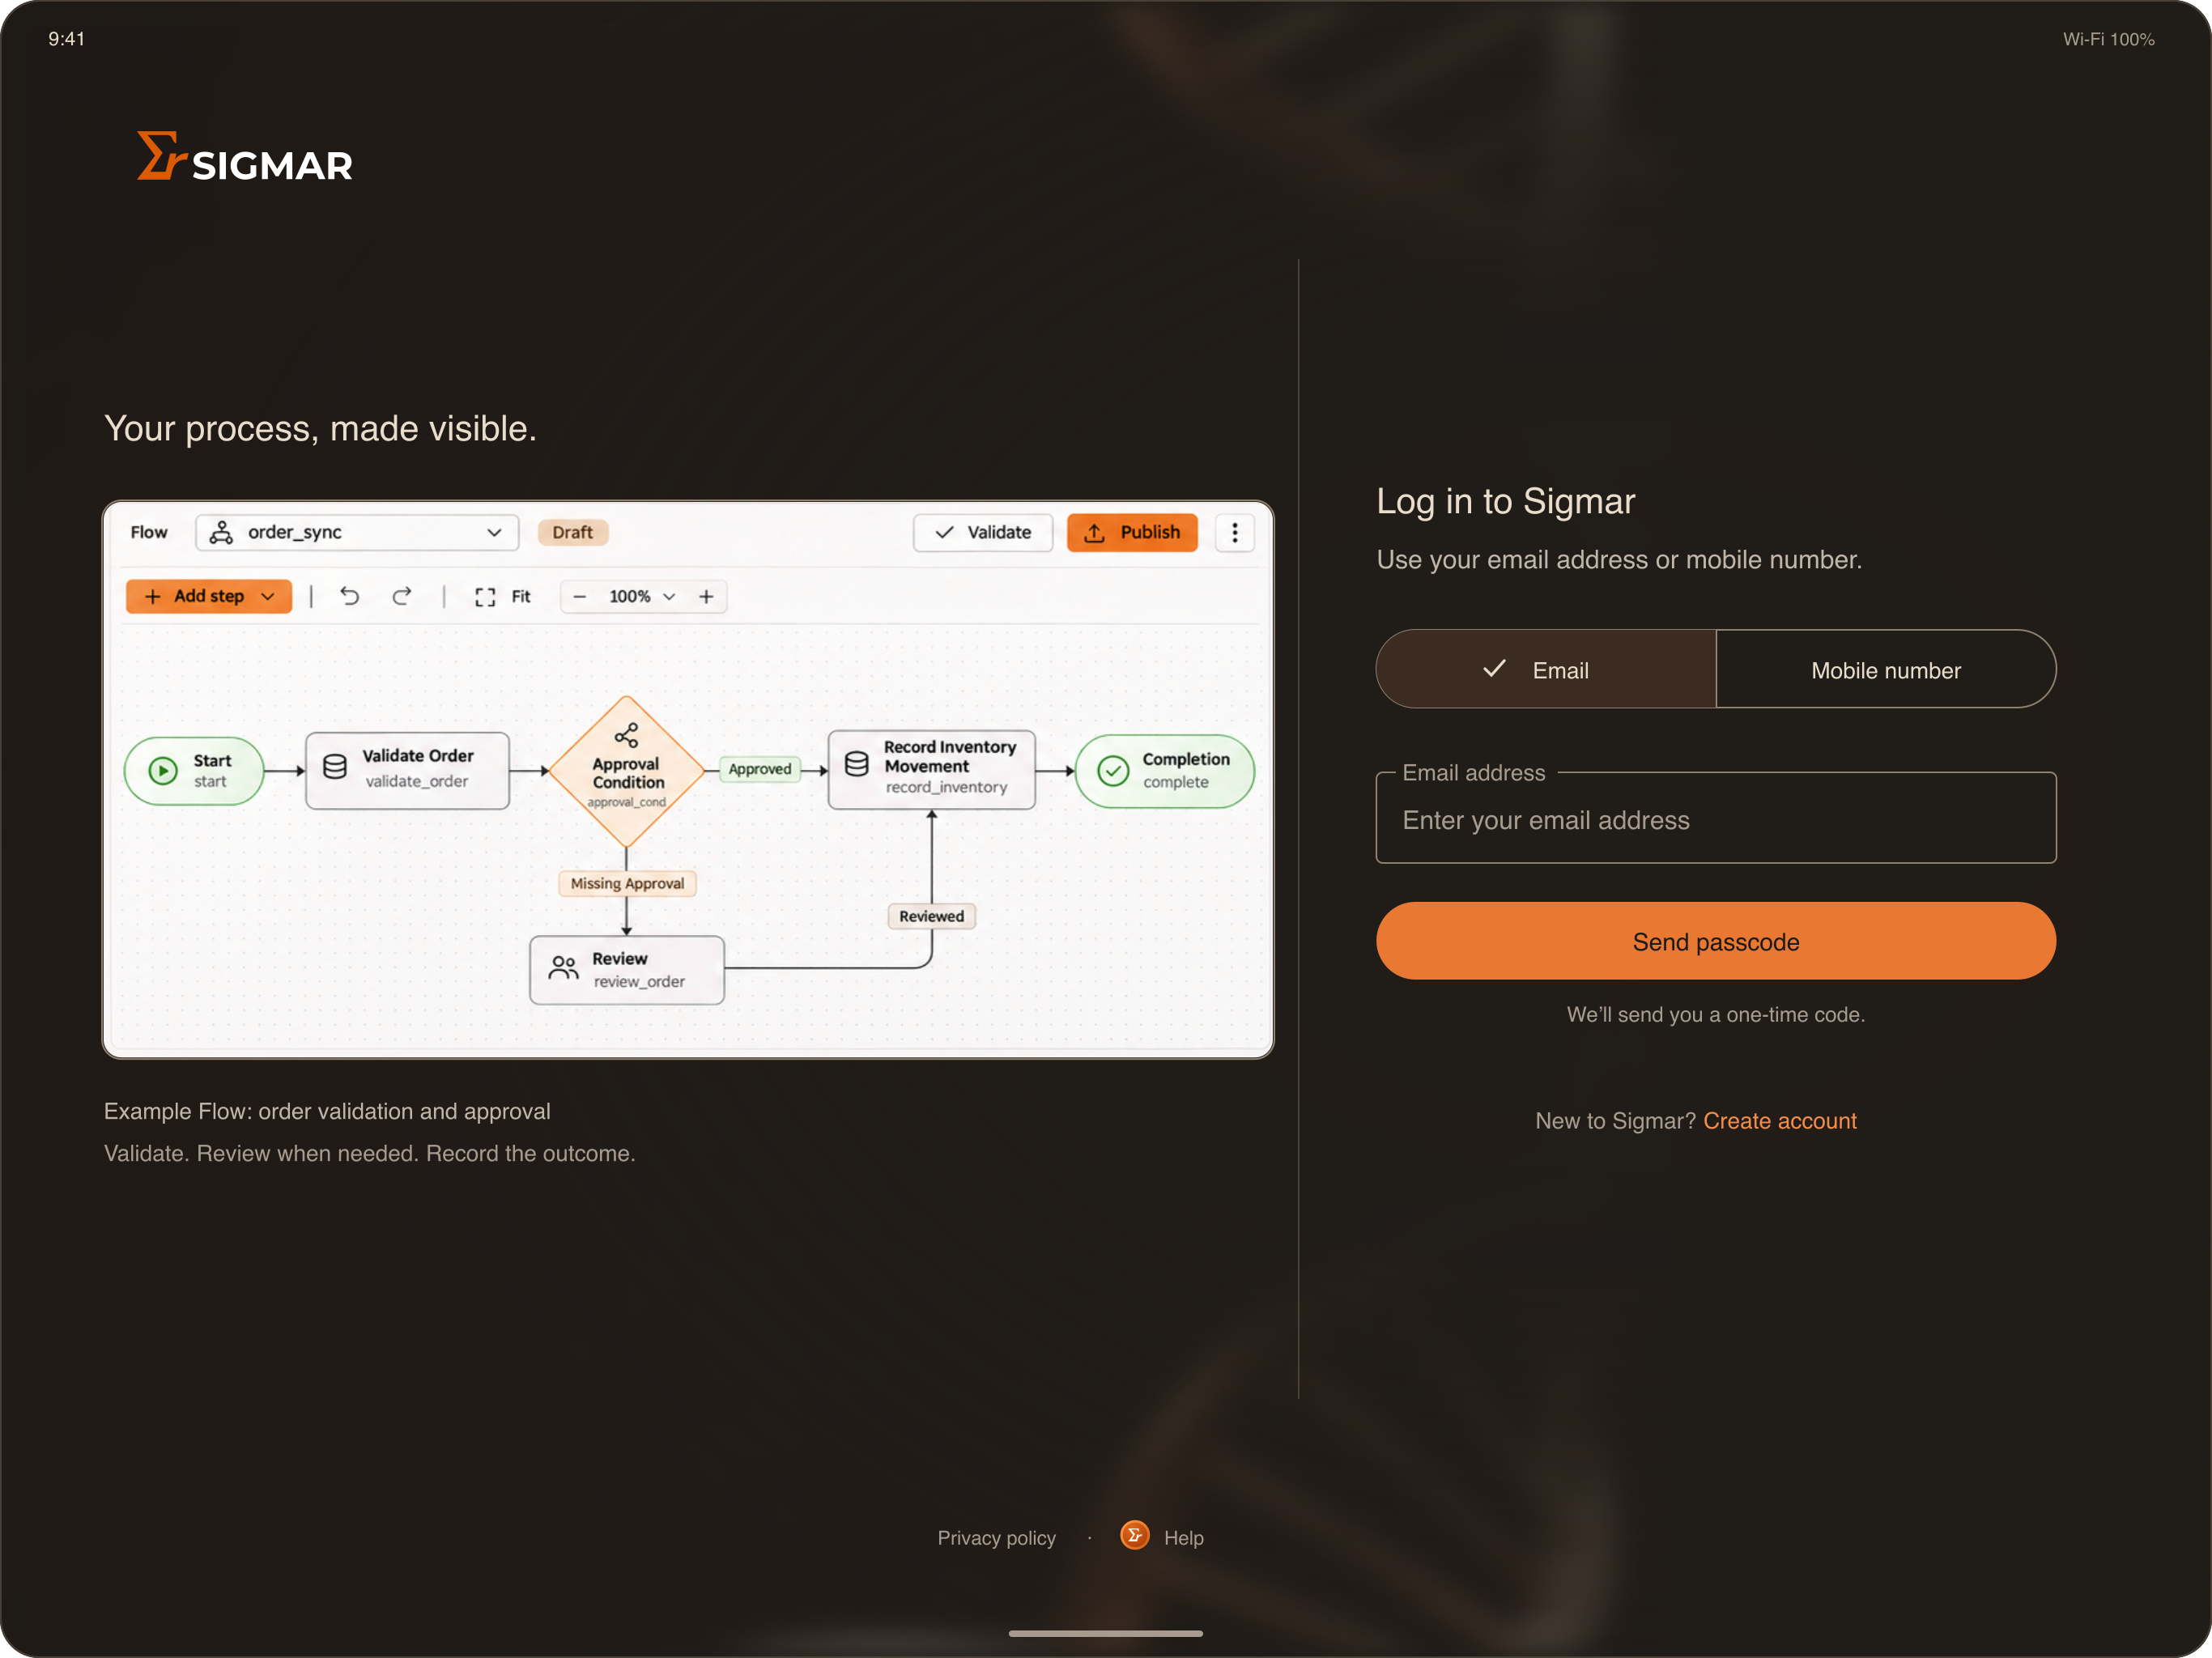 9:41
Wi-Fi 100%
Σr SIGMAR
Your process, made visible.
Flow
order_sync
Draft
Validate
Publish
Add step
Fit
100%
Start
start
Validate Order
validate_order
Approval
Condition
approval_cond
Approved
Record Inventory
Movement
record_inventory
Completion
complete
Missing Approval
Reviewed
Review
review_order
Example Flow: order validation and approval
Validate. Review when needed. Record the outcome.
Log in to Sigmar
Use your email address or mobile number.
Email
Mobile number
Email address
Enter your email address
Send passcode
We’ll send you a one-time code.
New to Sigmar? Create account
Privacy policy · Σr Help